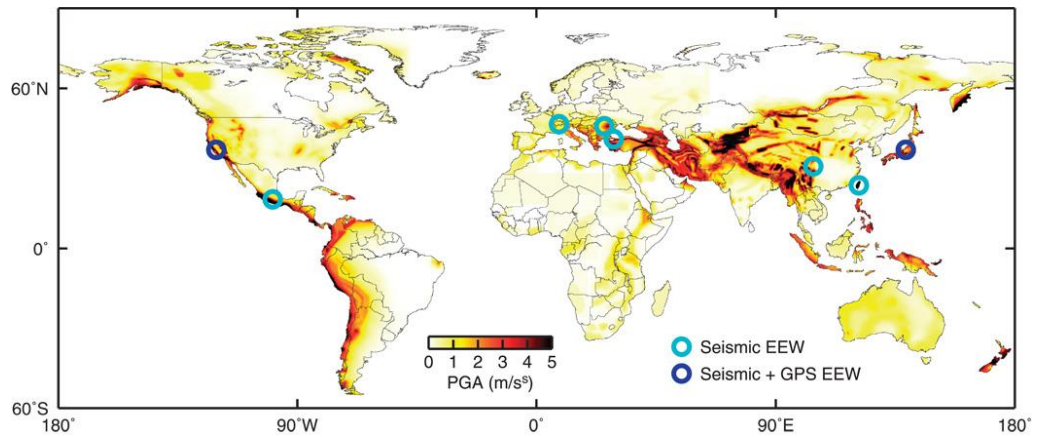 60°N
0°
60°S
180°
90°W
0°
90°E
180°
0 1 2 3 4 5
PGA (m/sˢ)
Seismic EEW
Seismic + GPS EEW